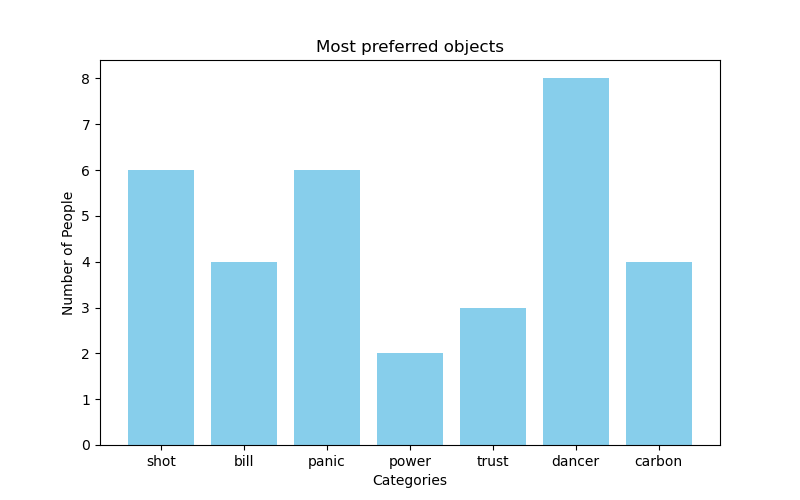 Most preferred objects
8
7
6
5
4
3
2
1
0
Number of People
shot bill panic power trust dancer carbon
Categories